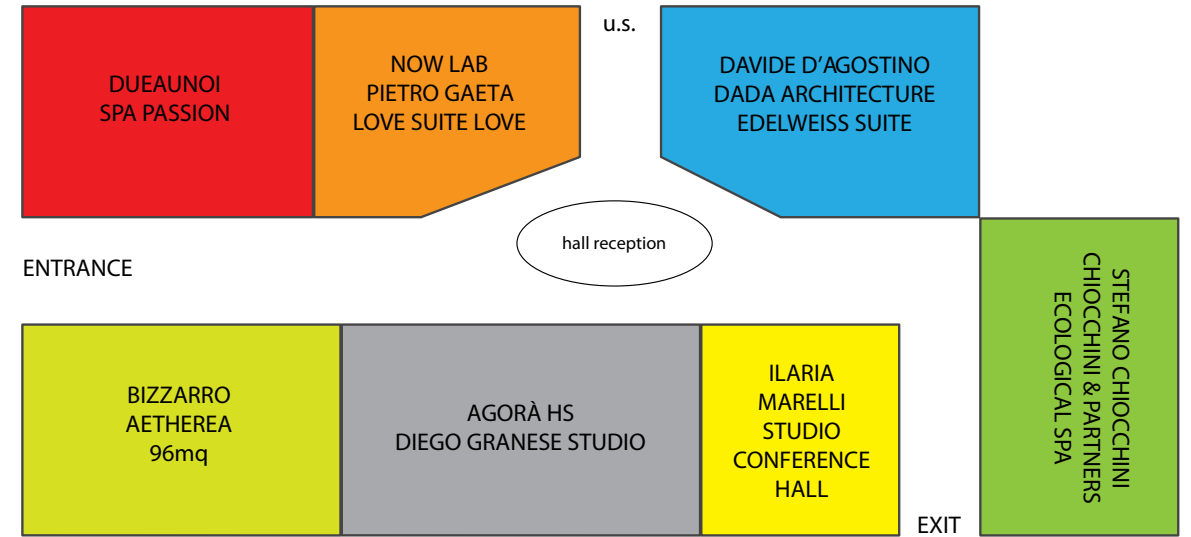 DUEAUNOI
SPA PASSION
NOW LAB
PIETRO GAETA
LOVE SUITE LOVE
u.s.
DAVIDE D’AGOSTINO
DADA ARCHITECTURE
EDELWEISS SUITE
hall reception
ENTRANCE
STEFANO CHIOCCHINI
CHIOCCHINI & PARTNERS
ECOLOGICAL SPA
BIZZARRO
AETHEREA
96mq
AGORÀ HS
DIEGO GRANESE STUDIO
ILARIA
MARELLI
STUDIO
CONFERENCE
HALL
EXIT